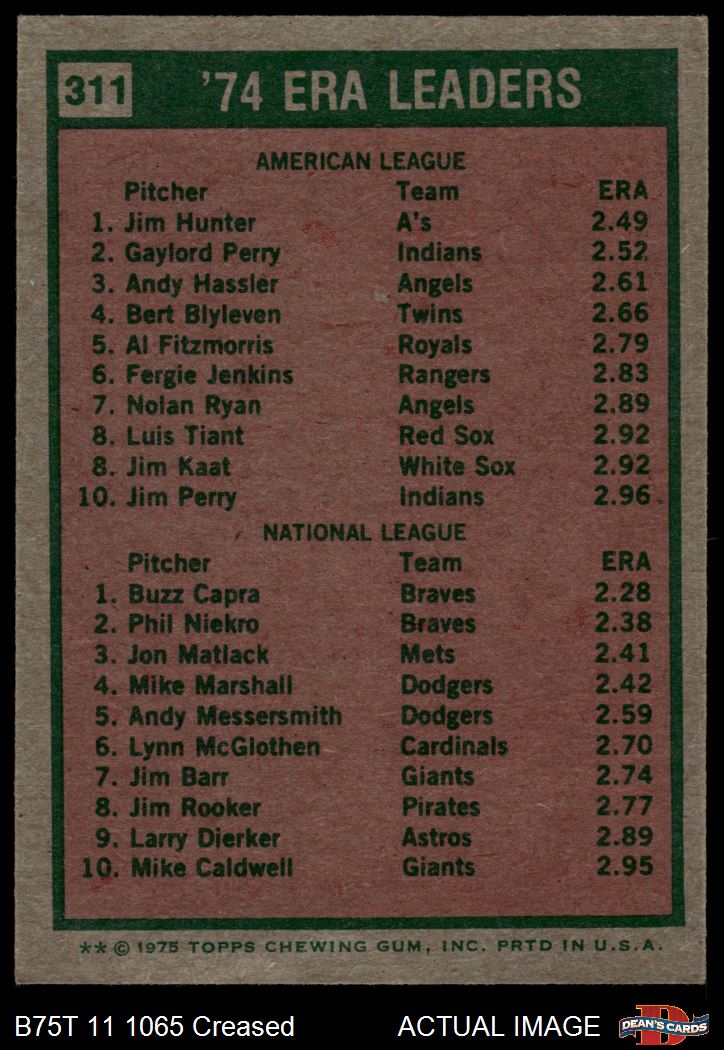 311 '74 ERA LEADERS
AMERICAN LEAGUE
Pitcher Team ERA
1. Jim Hunter A's 2.49
2. Gaylord Perry Indians 2.52
3. Andy Hassler Angels 2.61
4. Bert Blyleven Twins 2.66
5. Al Fitzmorris Royals 2.79
6. Fergie Jenkins Rangers 2.83
7. Nolan Ryan Angels 2.89
8. Luis Tiant Red Sox 2.92
8. Jim Kaat White Sox 2.92
10. Jim Perry Indians 2.96
NATIONAL LEAGUE
Pitcher Team ERA
1. Buzz Capra Braves 2.28
2. Phil Niekro Braves 2.38
3. Jon Matlack Mets 2.41
4. Mike Marshall Dodgers 2.42
5. Andy Messersmith Dodgers 2.59
6. Lynn McGlothen Cardinals 2.70
7. Jim Barr Giants 2.74
8. Jim Rooker Pirates 2.77
9. Larry Dierker Astros 2.89
10. Mike Caldwell Giants 2.95
** © 1975 TOPPS CHEWING GUM, INC. PRTD IN U.S.A.
B75T 11 1065 Creased ACTUAL IMAGE D DEAN'S CARDS